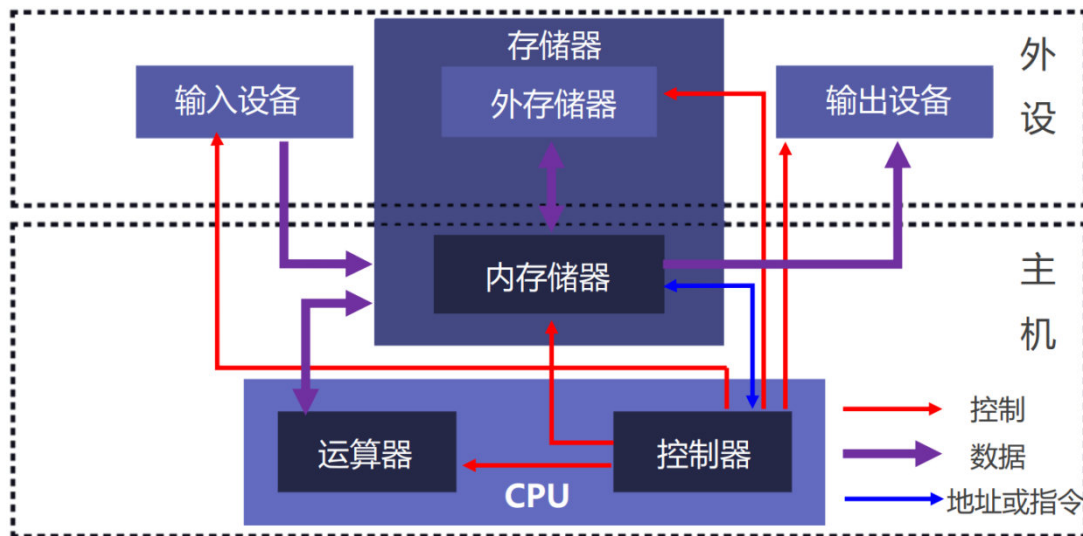 存储器
外设
输入设备
外存储器
输出设备
内存储器
主机
运算器
控制器
CPU
控制
数据
地址或指令